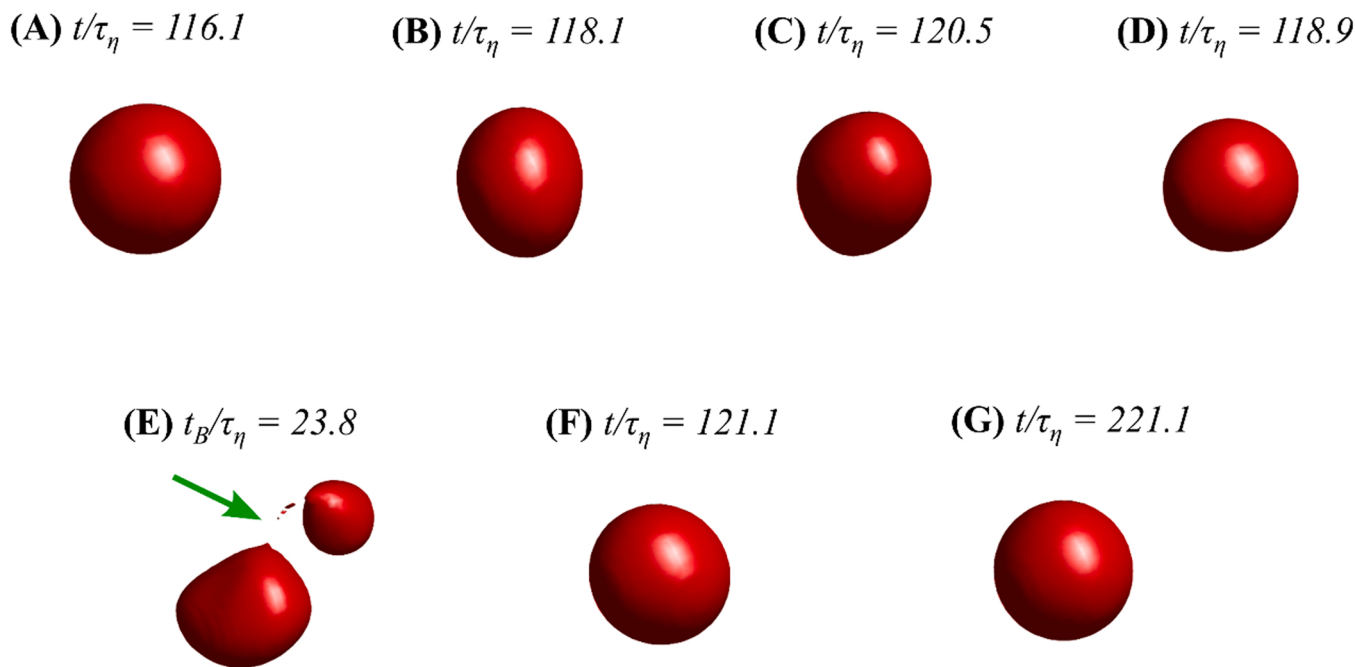 (A) t/τη = 116.1
(B) t/τη = 118.1
(C) t/τη = 120.5
(D) t/τη = 118.9
(E) tB/τη = 23.8
(F) t/τη = 121.1
(G) t/τη = 221.1